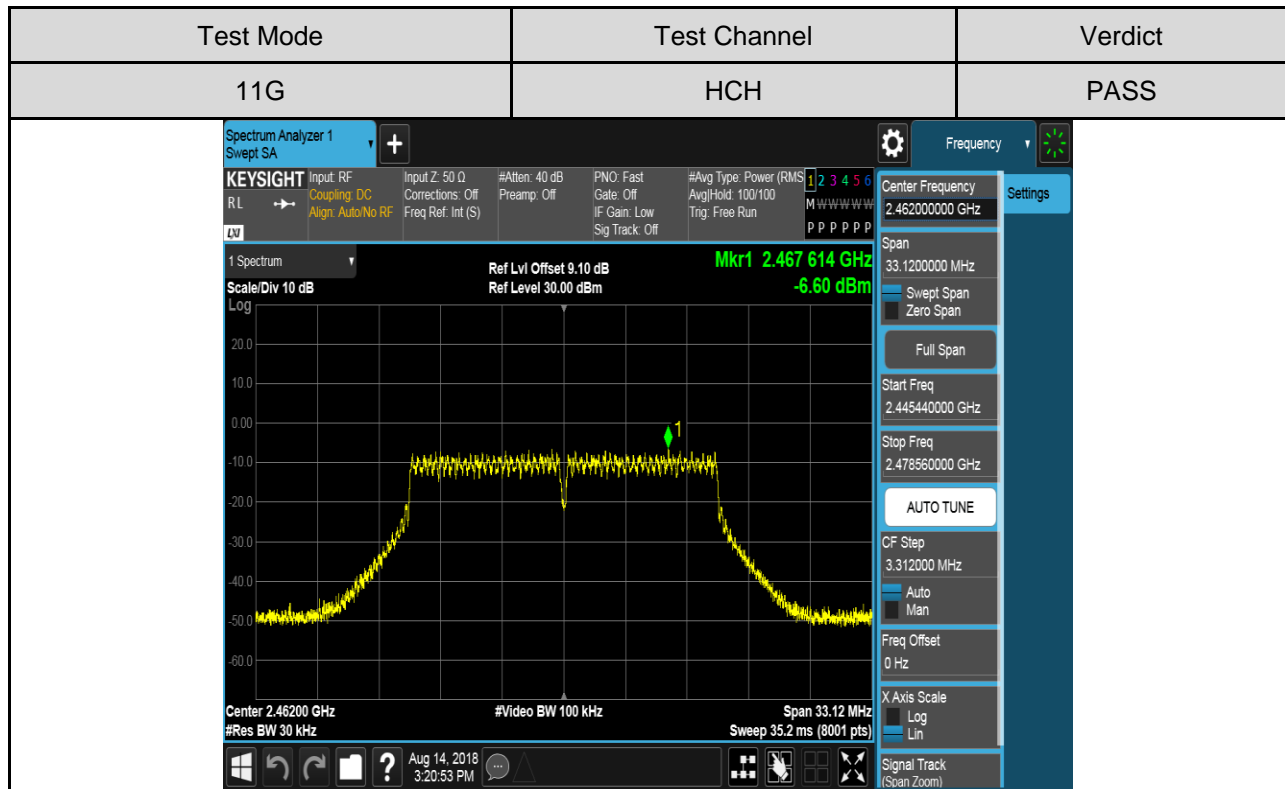 Test Mode Test Channel Verdict
11G HCH PASS
Spectrum Analyzer 1
Swept SA
+
Frequency
KEYSIGHT Input: RF Input Z: 50 Ω #Atten: 40 dB PNO: Fast #Avg Type: Power (RMS 1 2 3 4 5 6
RL Coupling: DC Corrections: Off Preamp: Off Gate: Off Avg|Hold: 100/100 M W W W W W
Align: Auto/No RF Freq Ref: Int (S) IF Gain: Low Trig: Free Run
LXI Sig Track: Off P P P P P P
1 Spectrum
Ref Lvl Offset 9.10 dB
Mkr1 2.467 614 GHz
Scale/Div 10 dB
Ref Level 30.00 dBm
-6.60 dBm
Log
20.0
10.0
0.00
1
-10.0
-20.0
-30.0
-40.0
-50.0
-60.0
Center 2.46200 GHz #Video BW 100 kHz Span 33.12 MHz
#Res BW 30 kHz Sweep 35.2 ms (8001 pts)
Center Frequency
2.462000000 GHz
Settings
Span
33.1200000 MHz
Swept Span
Zero Span
Full Span
Start Freq
2.445440000 GHz
Stop Freq
2.478560000 GHz
AUTO TUNE
CF Step
3.312000 MHz
Auto
Man
Freq Offset
0 Hz
X Axis Scale
Log
Lin
Signal Track
(Span Zoom)
?
Aug 14, 2018
3:20:53 PM